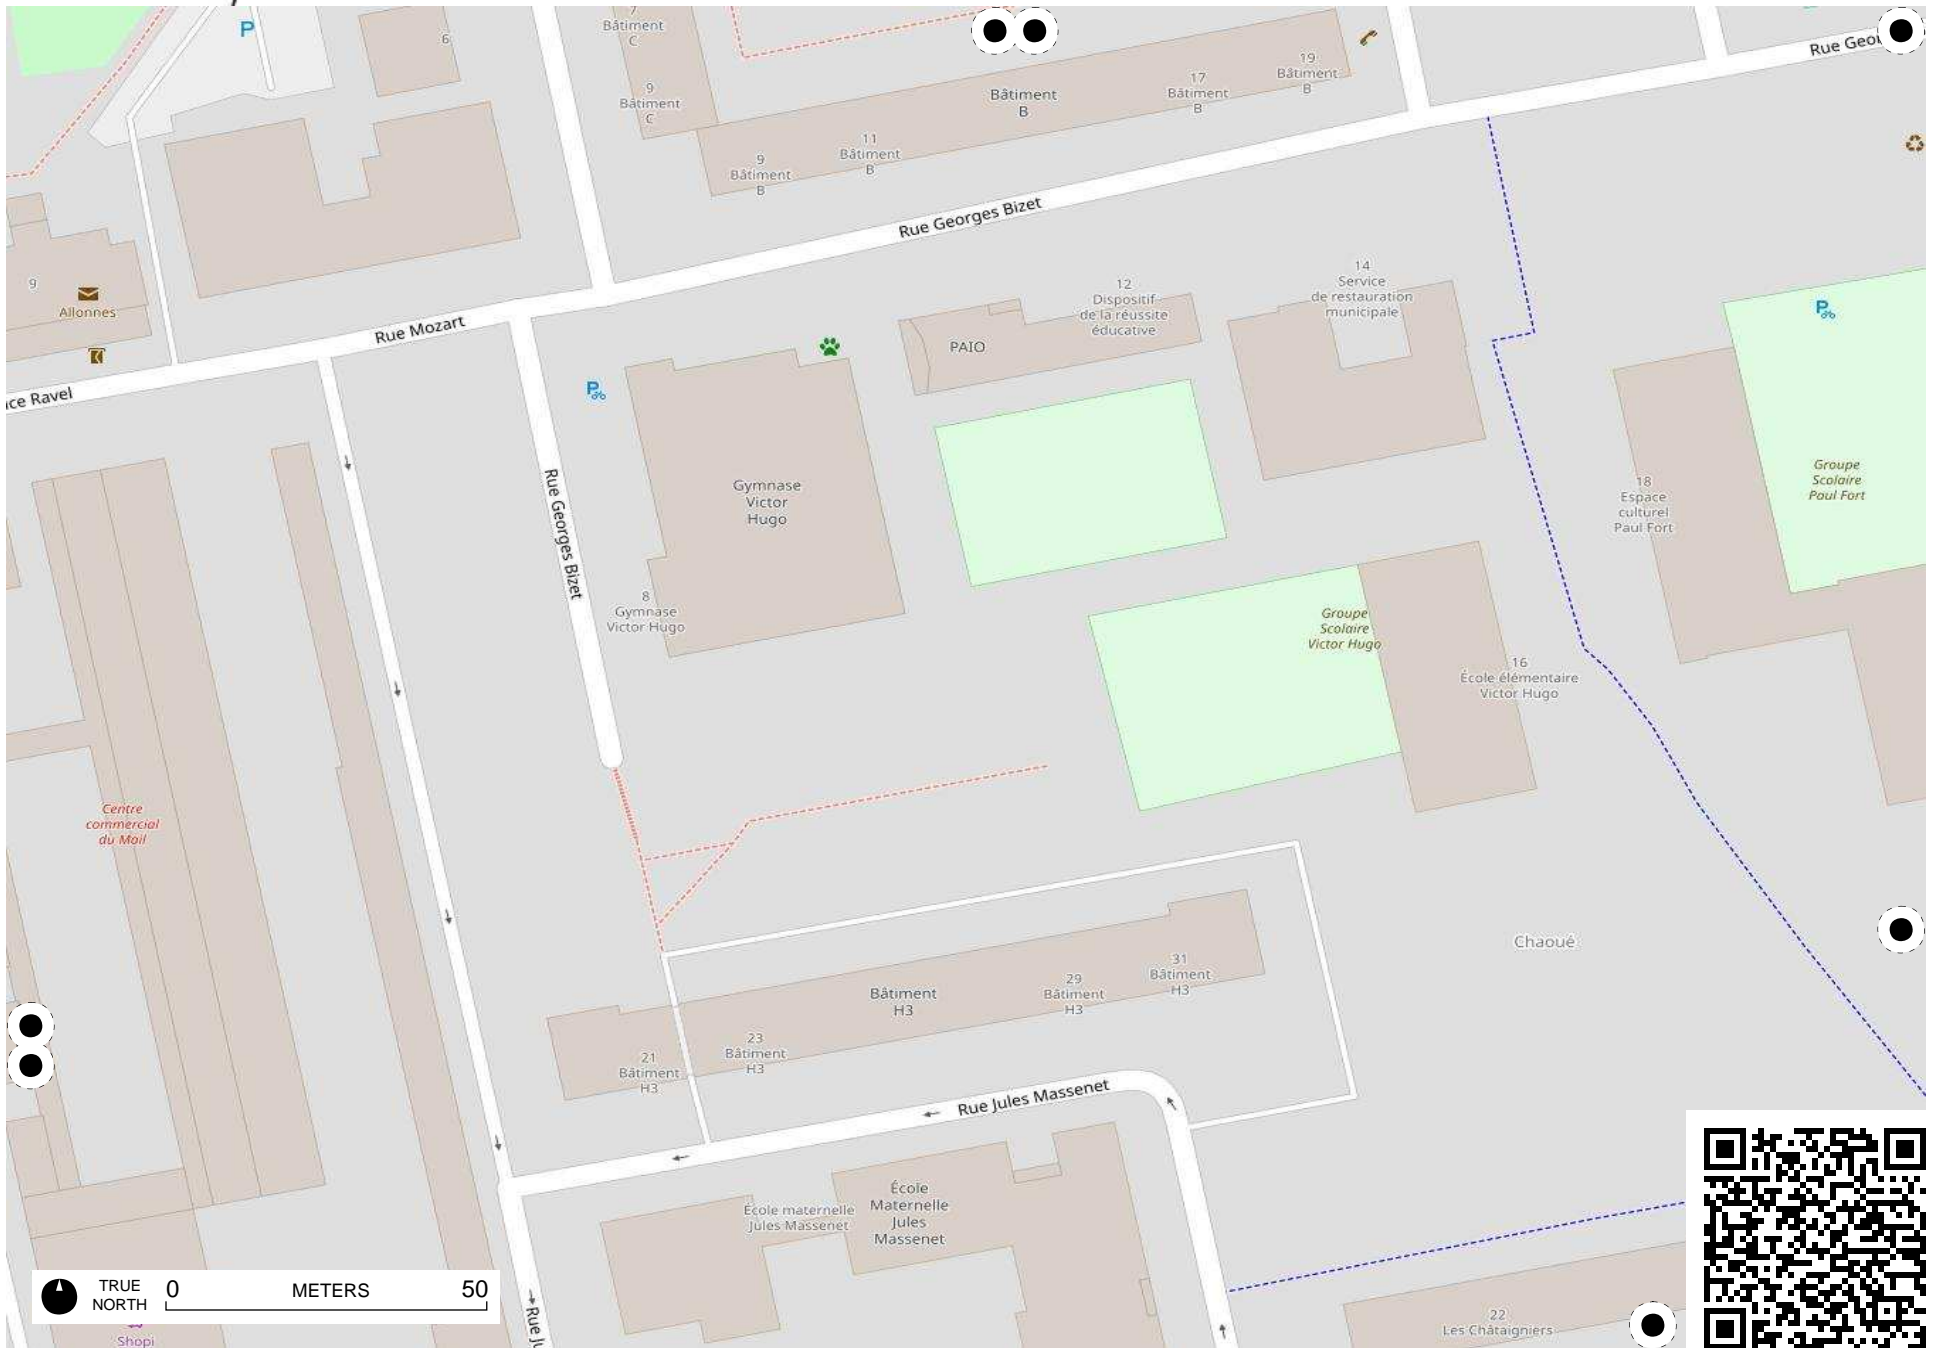 P
6
7
Bâtiment
C
9
Bâtiment
C
9
Bâtiment
B
11
Bâtiment
B
Bâtiment
B
17
Bâtiment
B
19
Bâtiment
B
Rue Geor
Rue Georges Bizet
9
Allonnes
Rue Mozart
ice Ravel
P
Rue Georges Bizet
Gymnase
Victor
Hugo
8
Gymnase
Victor Hugo
PAIO
12
Dispositif
de la réussite
éducative
14
Service
de restauration
municipale
P
Groupe
Scolaire
Paul Fort
18
Espace
culturel
Paul Fort
Groupe
Scolaire
Victor Hugo
16
École élémentaire
Victor Hugo
Centre
commercial
du Mail
Chaoué
Bâtiment
H3
29
Bâtiment
H3
31
Bâtiment
H3
23
Bâtiment
H3
21
Bâtiment
H3
Rue Jules Massenet
École maternelle
Jules Massenet
École
Maternelle
Jules
Massenet
Rue Ju
22
Les Châtaigniers
TRUE
NORTH
0 METERS 50
Shopi